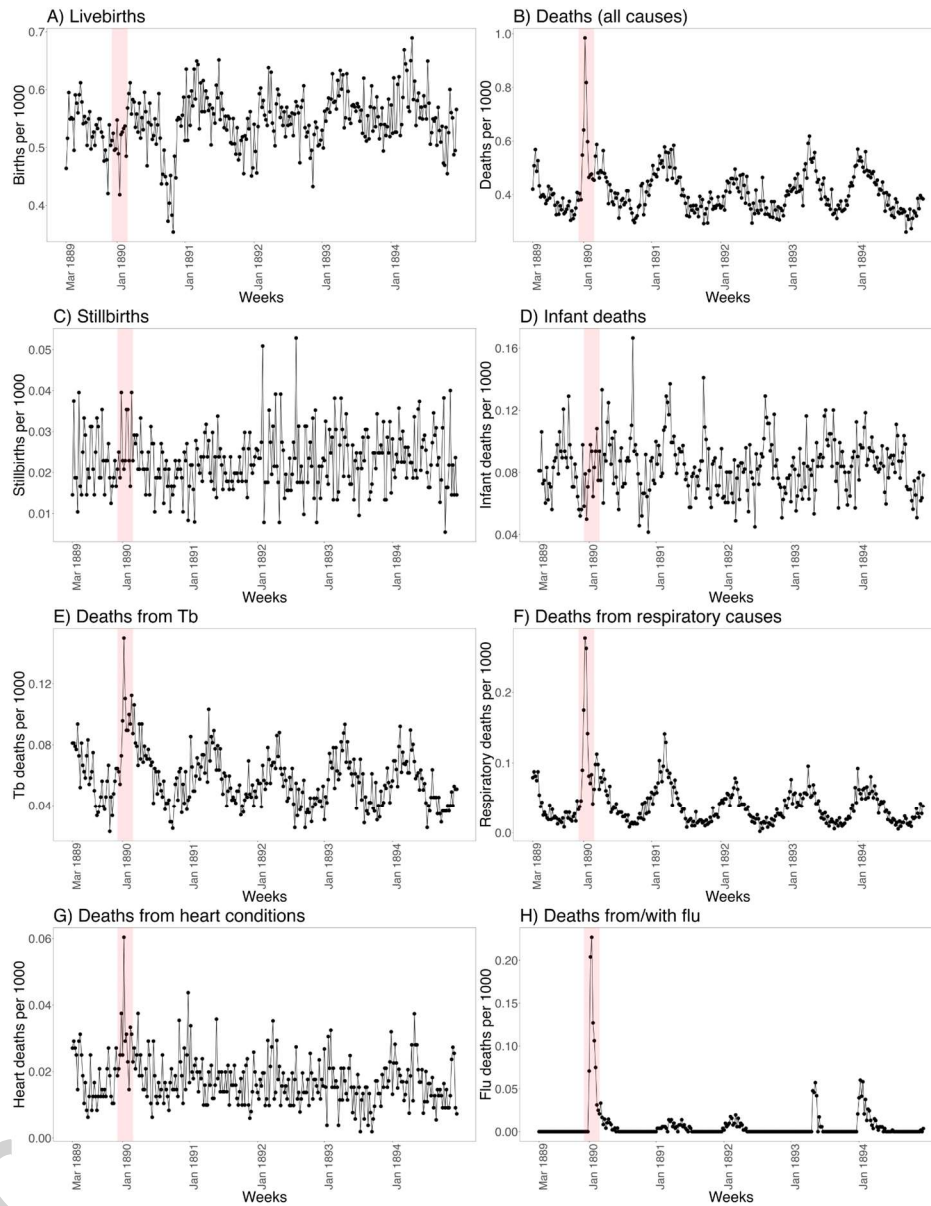 A) Livebirths
0.7
0.6
0.5
0.4
Births per 1000
Mar 1889
Jan 1890
Jan 1891
Jan 1892
Jan 1893
Jan 1894
Weeks
B) Deaths (all causes)
1.0
0.8
0.6
0.4
Deaths per 1000
Mar 1889
Jan 1890
Jan 1891
Jan 1892
Jan 1893
Jan 1894
Weeks
C) Stillbirths
0.05
0.04
0.03
0.02
0.01
Stillbirths per 1000
Mar 1889
Jan 1890
Jan 1891
Jan 1892
Jan 1893
Jan 1894
Weeks
D) Infant deaths
0.16
0.12
0.08
0.04
Infant deaths per 1000
Mar 1889
Jan 1890
Jan 1891
Jan 1892
Jan 1893
Jan 1894
Weeks
E) Deaths from Tb
0.12
0.08
0.04
Tb deaths per 1000
Mar 1889
Jan 1890
Jan 1891
Jan 1892
Jan 1893
Jan 1894
Weeks
F) Deaths from respiratory causes
0.2
0.1
0.0
Respiratory deaths per 1000
Mar 1889
Jan 1890
Jan 1891
Jan 1892
Jan 1893
Jan 1894
Weeks
G) Deaths from heart conditions
0.06
0.04
0.02
0.00
Heart deaths per 1000
Mar 1889
Jan 1890
Jan 1891
Jan 1892
Jan 1893
Jan 1894
Weeks
H) Deaths from/with flu
0.20
0.15
0.10
0.05
0.00
Flu deaths per 1000
Mar 1889
Jan 1890
Jan 1891
Jan 1892
Jan 1893
Jan 1894
Weeks